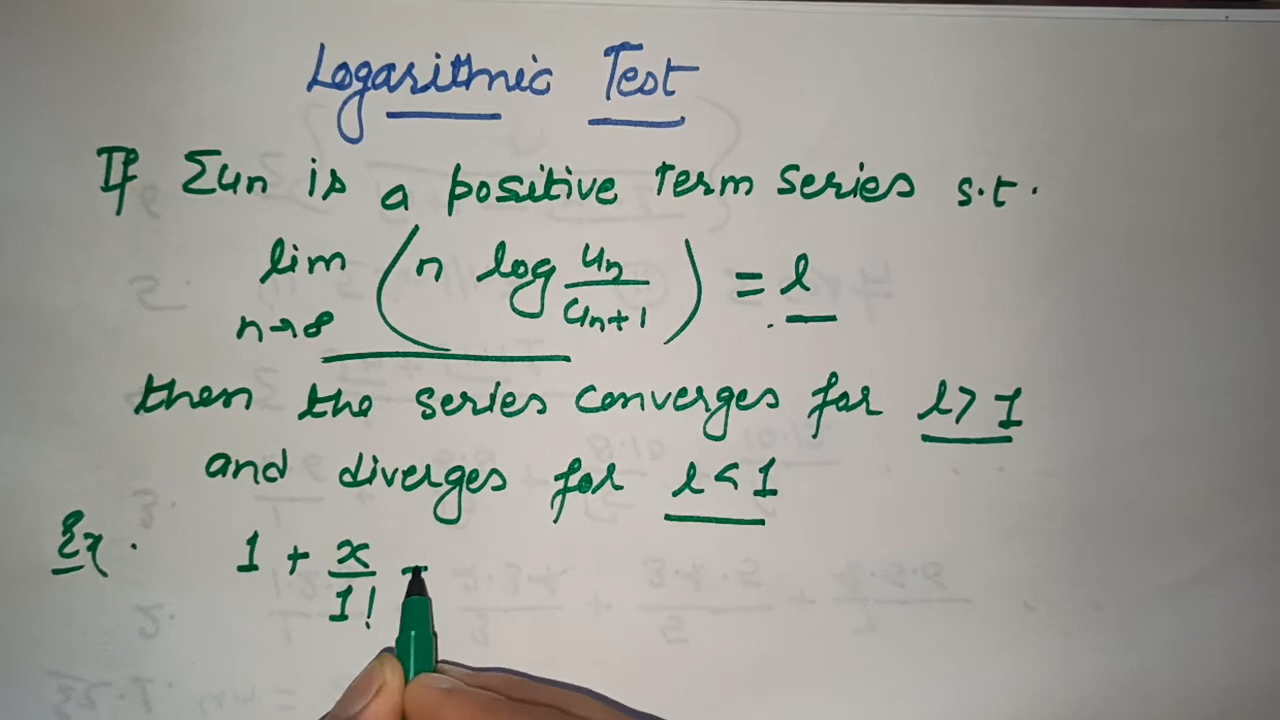 Logarithmic Test
If Σun is a positive term series s.t.
lim n→∞ (n log un/un+1) = l
then the series converges for l > 1
and diverges for l < 1
Ex. 1 + x/1!